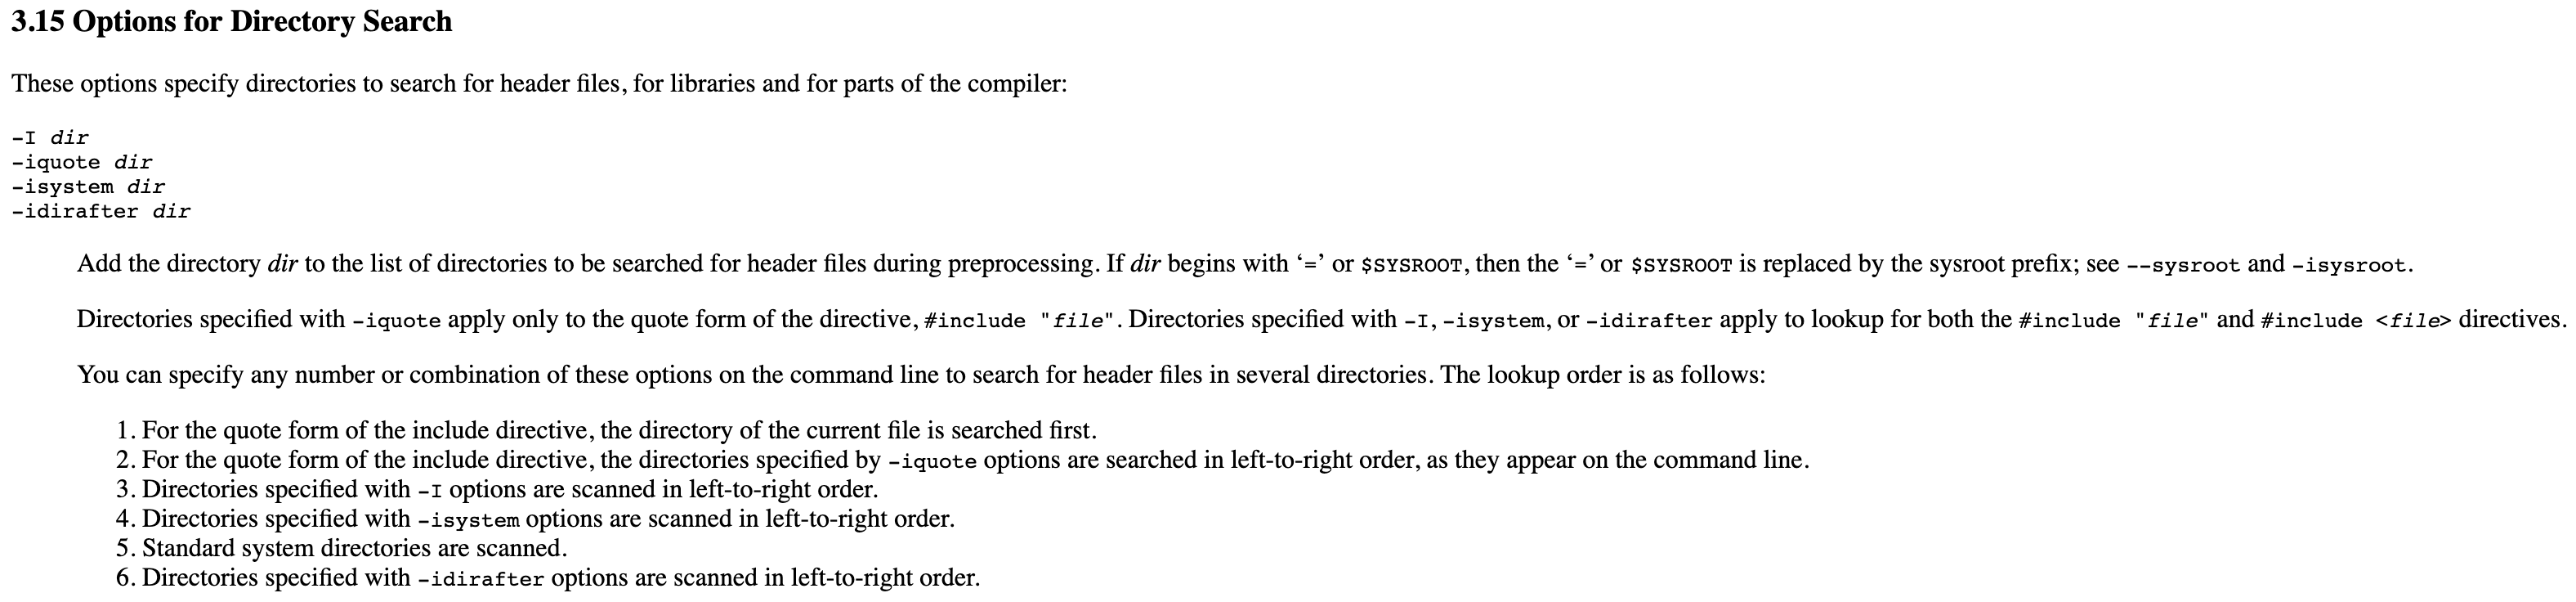 3.15 Options for Directory Search
These options specify directories to search for header files, for libraries and for parts of the compiler:
-I dir
-iquote dir
-isystem dir
-idirafter dir
Add the directory dir to the list of directories to be searched for header files during preprocessing. If dir begins with ‘=’ or $SYSROOT, then the ‘=’ or $SYSROOT is replaced by the sysroot prefix; see --sysroot and -isysroot.
Directories specified with -iquote apply only to the quote form of the directive, #include "file". Directories specified with -I, -isystem, or -idirafter apply to lookup for both the #include "file" and #include <file> directives.
You can specify any number or combination of these options on the command line to search for header files in several directories. The lookup order is as follows:
1. For the quote form of the include directive, the directory of the current file is searched first.
2. For the quote form of the include directive, the directories specified by -iquote options are searched in left-to-right order, as they appear on the command line.
3. Directories specified with -I options are scanned in left-to-right order.
4. Directories specified with -isystem options are scanned in left-to-right order.
5. Standard system directories are scanned.
6. Directories specified with -idirafter options are scanned in left-to-right order.